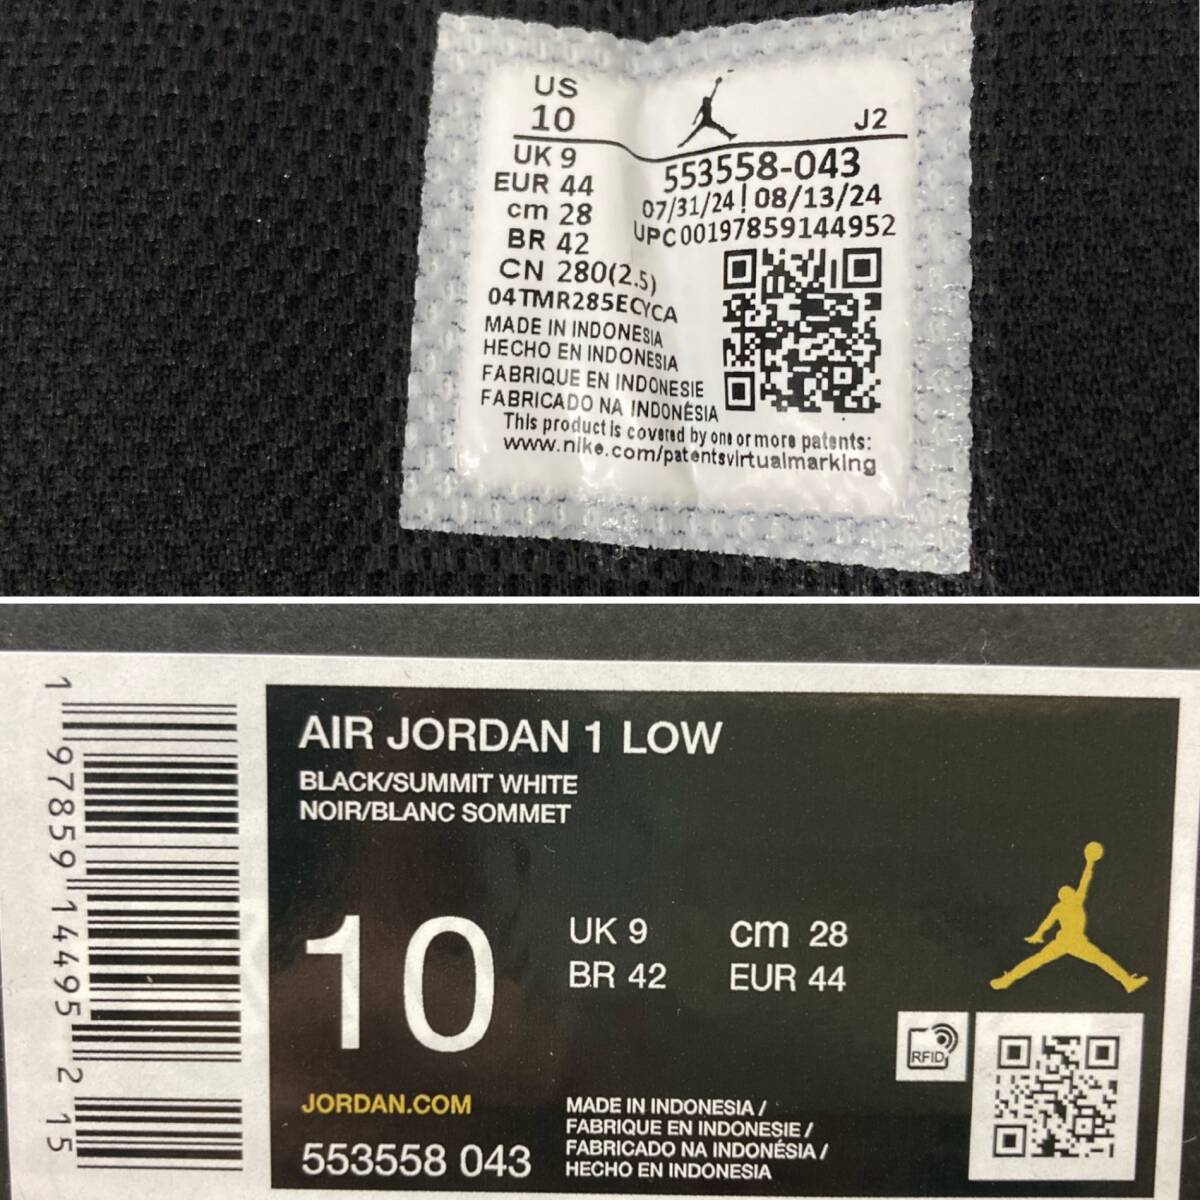 US
10
J2
UK 9
EUR 44
cm 28
BR 42
CN 280(2.5)
04TMR285ECYCA
553558-043
07/31/24| 08/13/24
UPC00197859144952
MADE IN INDONESIA
HECHO EN INDONESIA
FABRIQUE EN INDONESIE
FABRICADO NA INDONÉSIA
This product is covered by one or more patents:
www.nike.com/patentsvirtualmarking
1 97859 14495 2 15
AIR JORDAN 1 LOW
BLACK/SUMMIT WHITE
NOIR/BLANC SOMMET
10
UK 9 cm 28
BR 42 EUR 44
RFID
JORDAN.COM
553558 043
MADE IN INDONESIA /
FABRIQUE EN INDONESIE /
FABRICADO NA INDONÉSIA /
HECHO EN INDONESIA